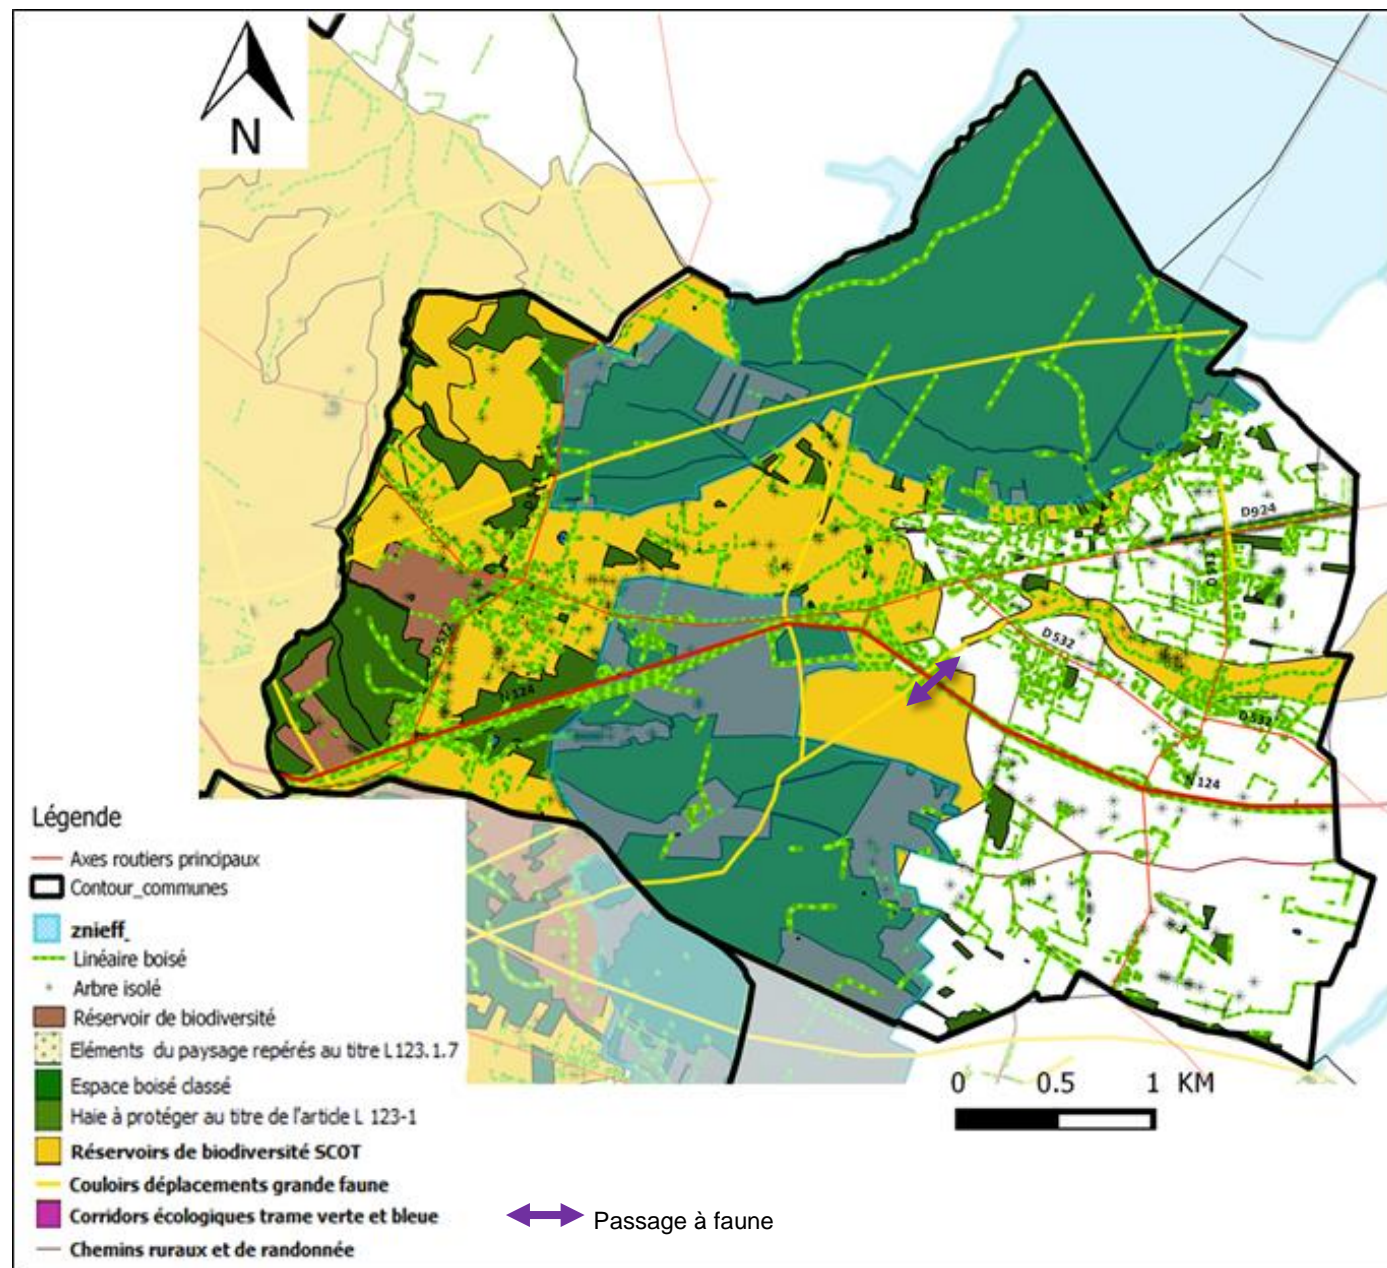 N
D924
D532
D532
N 124
N 124
Légende
Axes routiers principaux
Contour_communes
znieff_
Linéaire boisé
Arbre isolé
Réservoir de biodiversité
Eléments du paysage repérés au titre L123.1.7
Espace boisé classé
Haie à protéger au titre de l'article L 123-1
Réservoirs de biodiversité SCOT
Couloirs déplacements grande faune
Corridors écologiques trame verte et bleue
Chemins ruraux et de randonnée
Passage à faune
0 0.5 1 KM